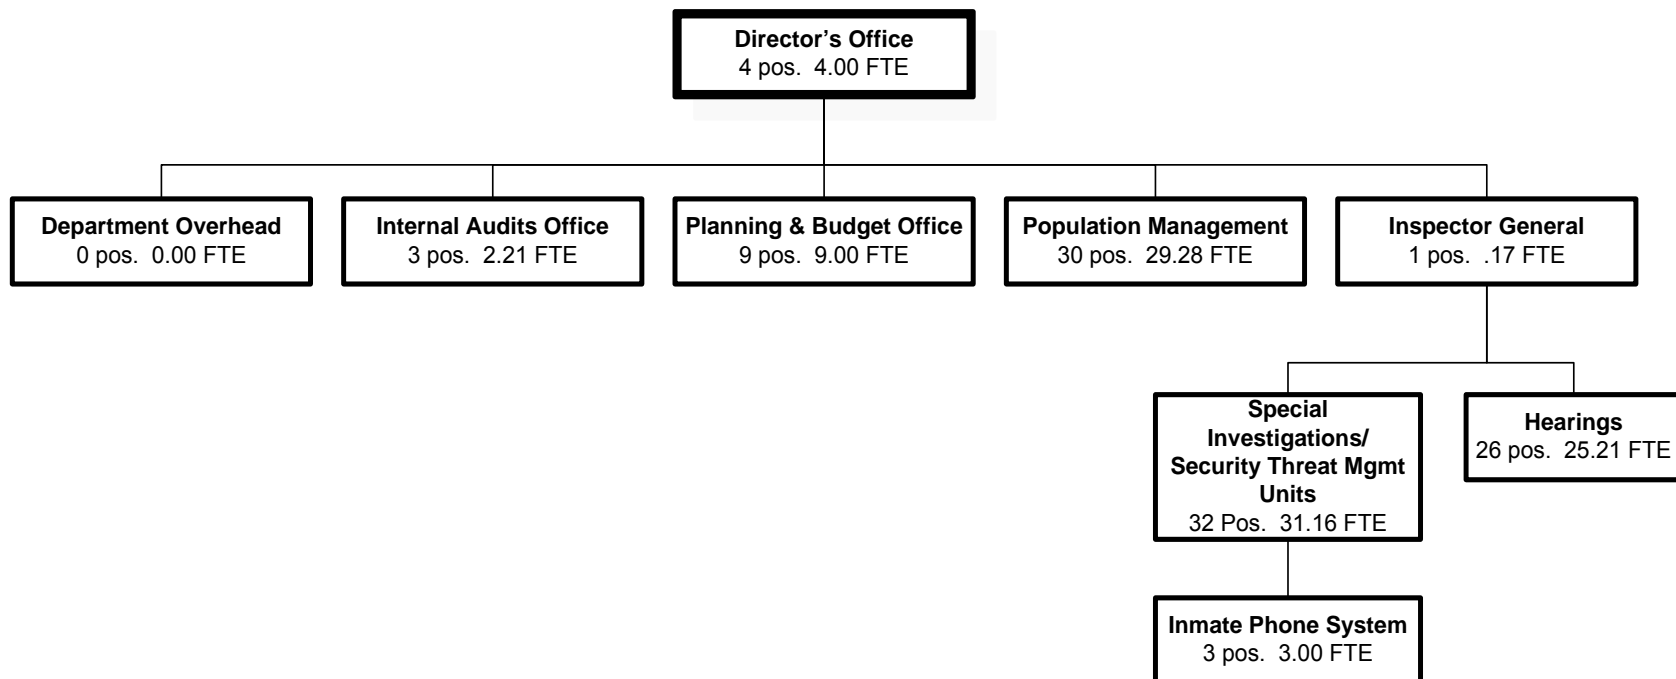 Director’s Office
4 pos.  4.00 FTE
Department Overhead
0 pos.  0.00 FTE
Internal Audits Office
3 pos.  2.21 FTE
Planning & Budget Office
9 pos.  9.00 FTE
Population Management
30 pos.  29.28 FTE
Inspector General
1 pos.  .17 FTE
Special
Investigations/
Security Threat Mgmt
Units
32 Pos.  31.16 FTE
Hearings
26 pos.  25.21 FTE
Inmate Phone System
3 pos.  3.00 FTE